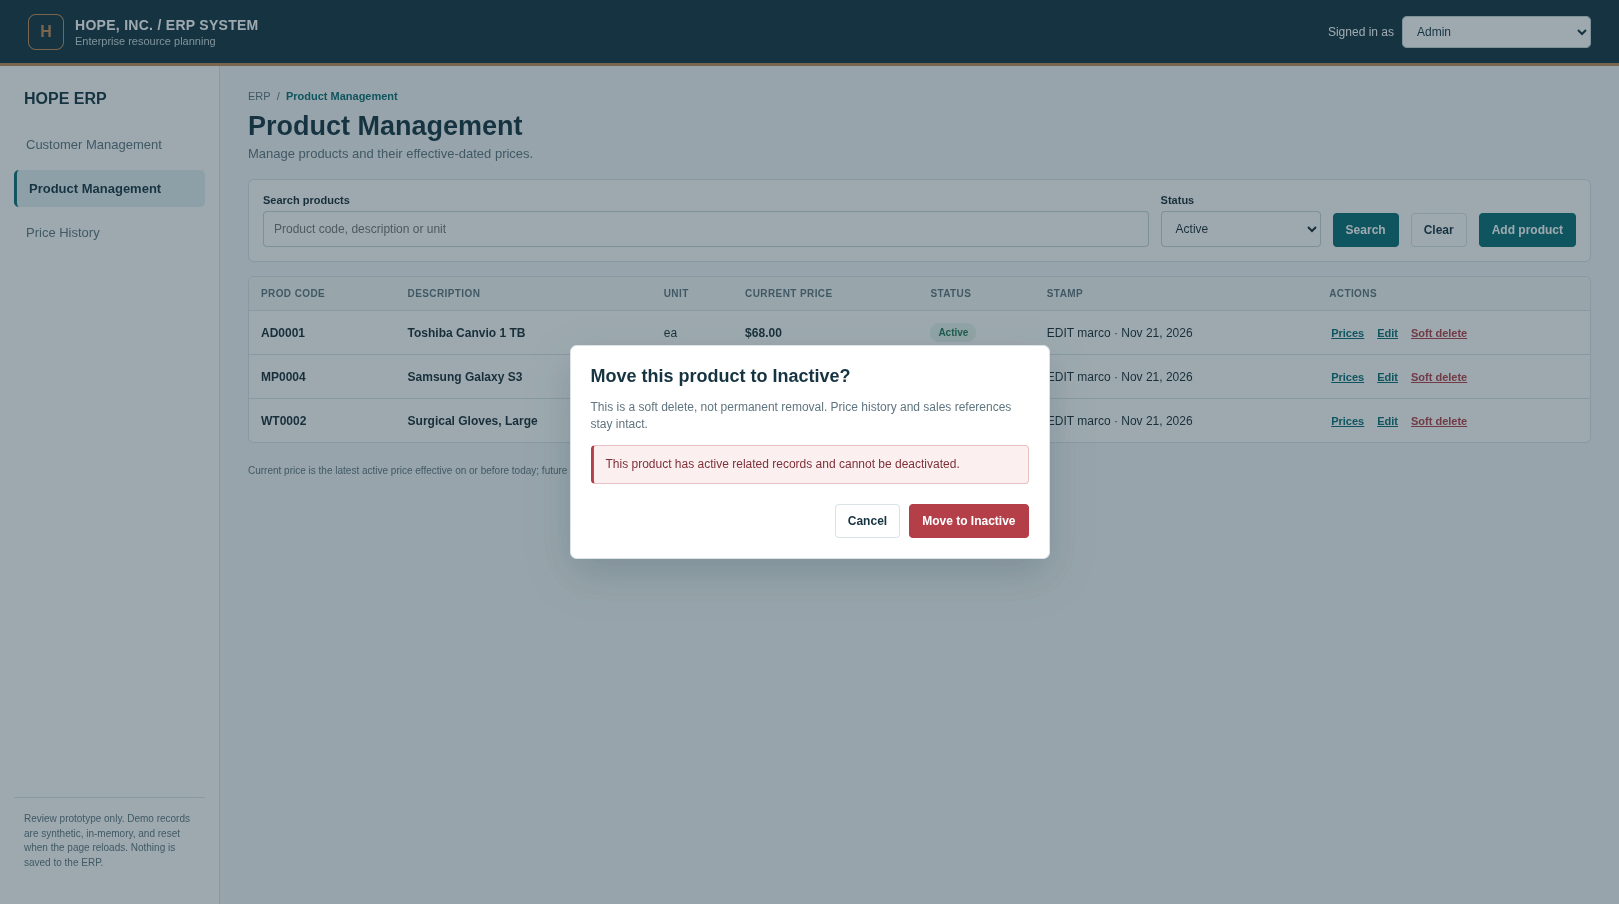 H
HOPE, INC. / ERP SYSTEM
Enterprise resource planning
Signed in as
Admin
HOPE ERP
Customer Management
Product Management
Price History
Review prototype only. Demo records
are synthetic, in-memory, and reset
when the page reloads. Nothing is
saved to the ERP.
ERP / Product Management
Product Management
Manage products and their effective-dated prices.
Search products
Product code, description or unit
Status
Active
Search
Clear
Add product
PROD CODE DESCRIPTION UNIT CURRENT PRICE STATUS STAMP ACTIONS
AD0001 Toshiba Canvio 1 TB ea $68.00 Active EDIT marco · Nov 21, 2026 Prices Edit Soft delete
MP0004 Samsung Galaxy S3 EDIT marco · Nov 21, 2026 Prices Edit Soft delete
WT0002 Surgical Gloves, Large EDIT marco · Nov 21, 2026 Prices Edit Soft delete
Current price is the latest active price effective on or before today; future
Move this product to Inactive?
This is a soft delete, not permanent removal. Price history and sales references
stay intact.
This product has active related records and cannot be deactivated.
Cancel
Move to Inactive